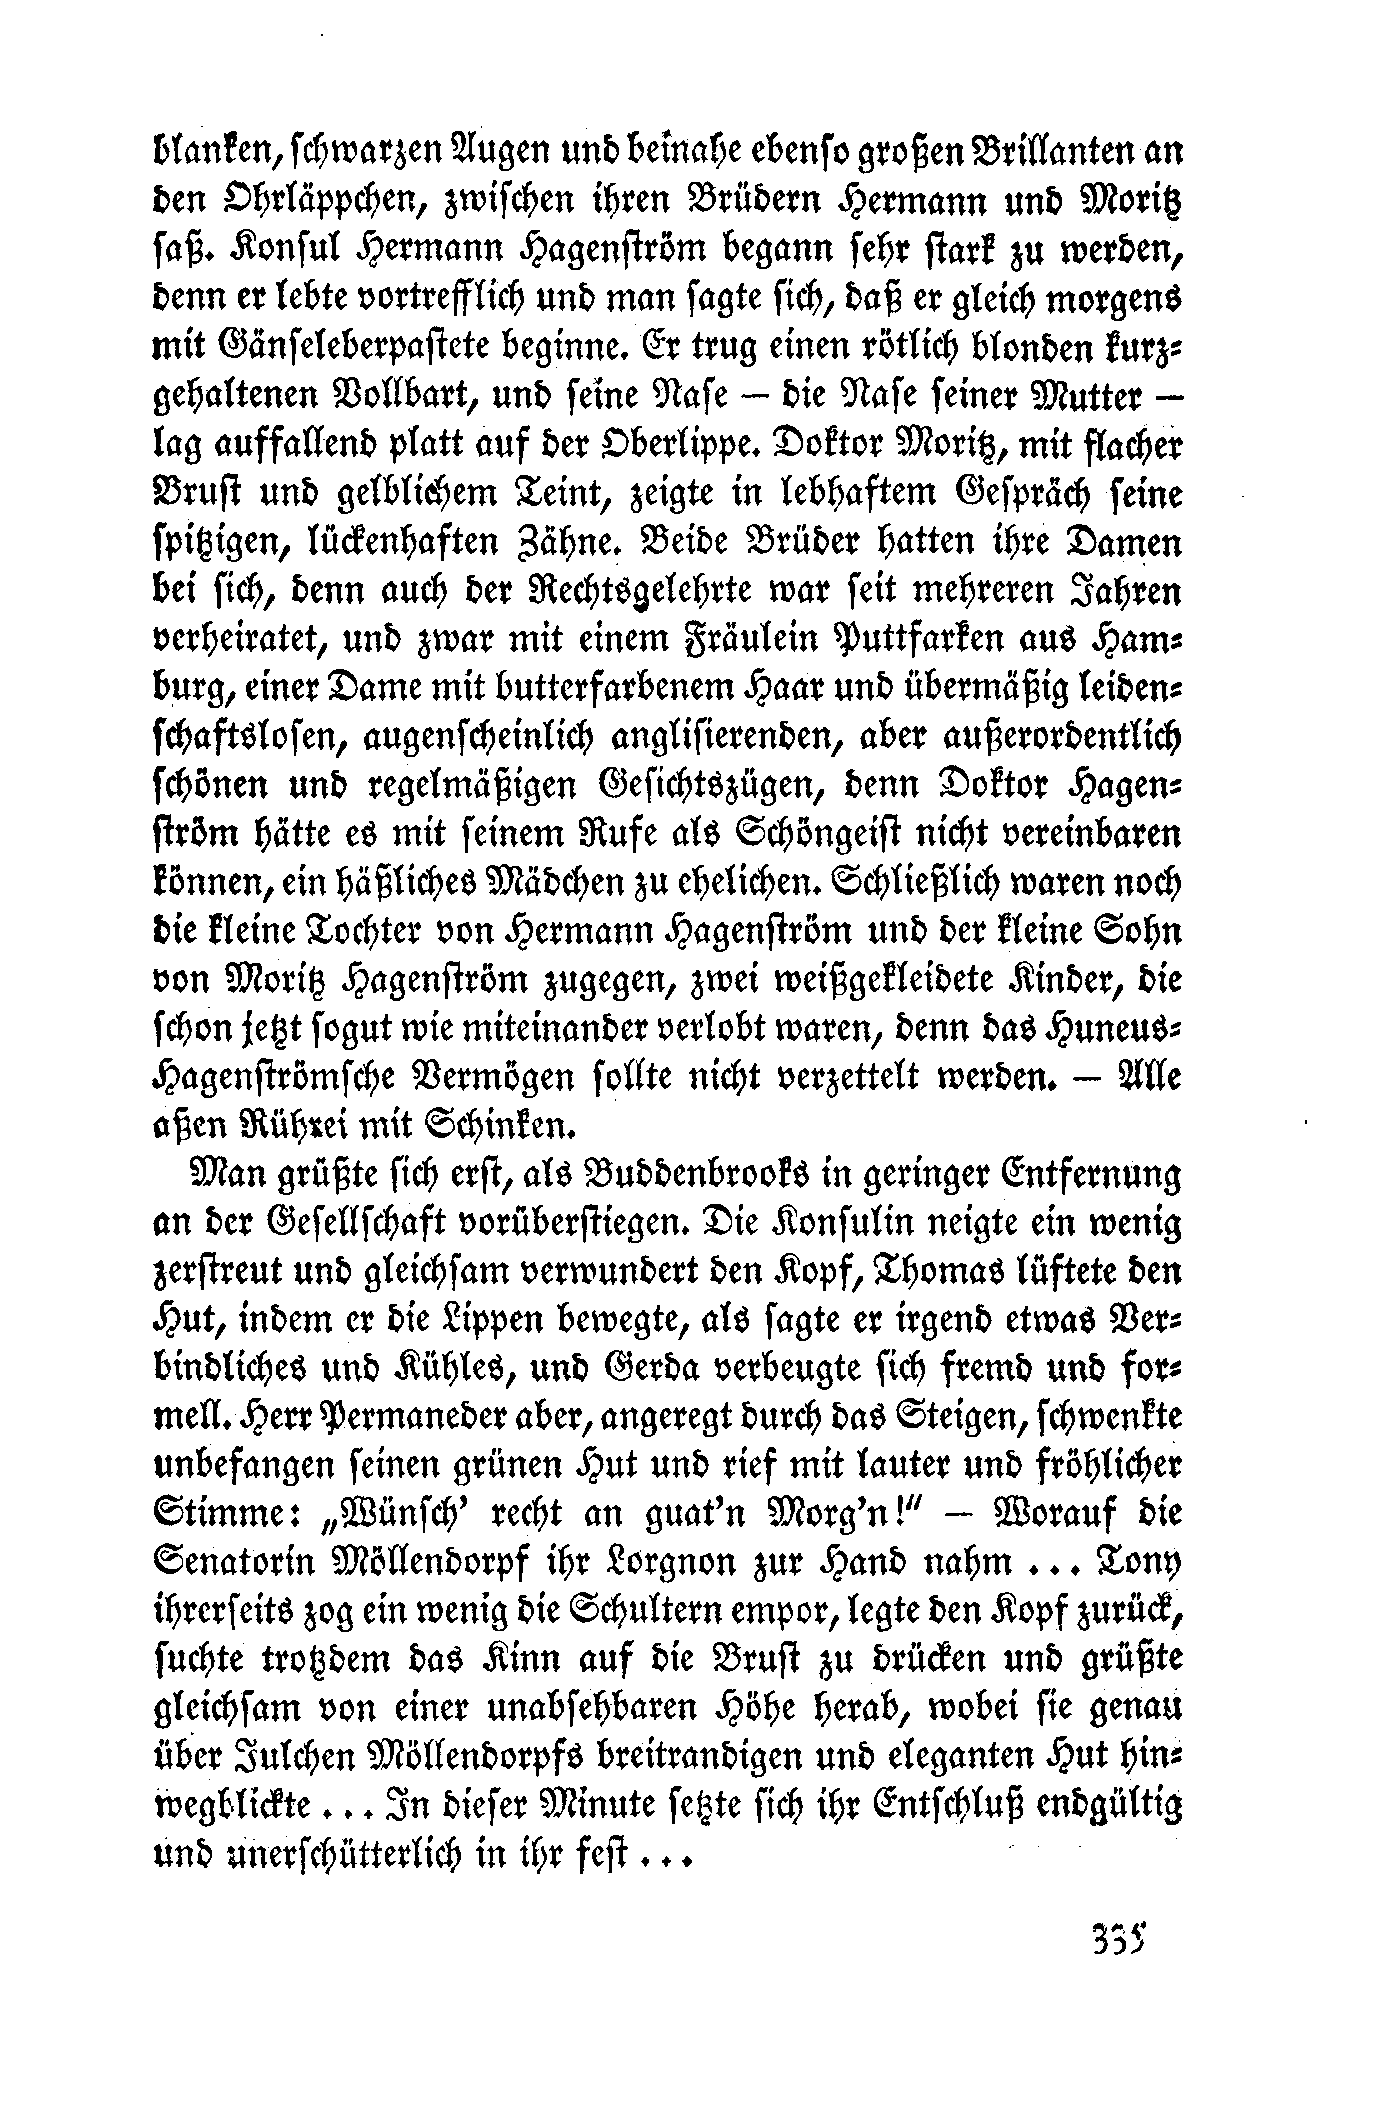 blanken, schwarzen Augen und beinahe ebenso großen Brillanten an
den Ohrläppchen, zwischen ihren Brüdern Hermann und Moritz
saß. Konsul Hermann Hagenström begann sehr stark zu werden,
denn er lebte vortrefflich und man sagte sich, daß er gleich morgens
mit Gänseleberpastete beginne. Er trug einen rötlich blonden kurz-
gehaltenen Vollbart, und seine Nase — die Nase seiner Mutter —
lag auffallend platt auf der Oberlippe. Doktor Moritz, mit flacher
Brust und gelblichem Teint, zeigte in lebhaftem Gespräch seine
spitzigen, lückenhaften Zähne. Beide Brüder hatten ihre Damen
bei sich, denn auch der Rechtsgelehrte war seit mehreren Jahren
verheiratet, und zwar mit einem Fräulein Puttfarken aus Ham-
burg, einer Dame mit butterfarbenem Haar und übermäßig leiden-
schaftslosen, augenscheinlich anglisierenden, aber außerordentlich
schönen und regelmäßigen Gesichtszügen, denn Doktor Hagen-
ström hätte es mit seinem Rufe als Schöngeist nicht vereinbaren
können, ein häßliches Mädchen zu ehelichen. Schließlich waren noch
die kleine Tochter von Hermann Hagenström und der kleine Sohn
von Moritz Hagenström zugegen, zwei weißgekleidete Kinder, die
schon jetzt sogut wie miteinander verlobt waren, denn das Huneus-
Hagenströmsche Vermögen sollte nicht verzettelt werden. — Alle
aßen Rührei mit Schinken.
Man grüßte sich erst, als Buddenbrooks in geringer Entfernung
an der Gesellschaft vorüberstiegen. Die Konsulin neigte ein wenig
zerstreut und gleichsam verwundert den Kopf, Thomas lüftete den
Hut, indem er die Lippen bewegte, als sagte er irgend etwas Ver-
bindliches und Kühles, und Gerda verbeugte sich fremd und for-
mell. Herr Permaneder aber, angeregt durch das Steigen, schwenkte
unbefangen seinen grünen Hut und rief mit lauter und fröhlicher
Stimme: „Wünsch’ recht an guat’n Morg’n!“ — Worauf die
Senatorin Möllendorpf ihr Lorgnon zur Hand nahm ... Tony
ihrerseits zog ein wenig die Schultern empor, legte den Kopf zurück,
suchte trotzdem das Kinn auf die Brust zu drücken und grüßte
gleichsam von einer unabsehbaren Höhe herab, wobei sie genau
über Julchen Möllendorpfs breitrandigen und eleganten Hut hin-
wegblickte ... In dieser Minute setzte sich ihr Entschluß endgültig
und unerschütterlich in ihr fest ...
335